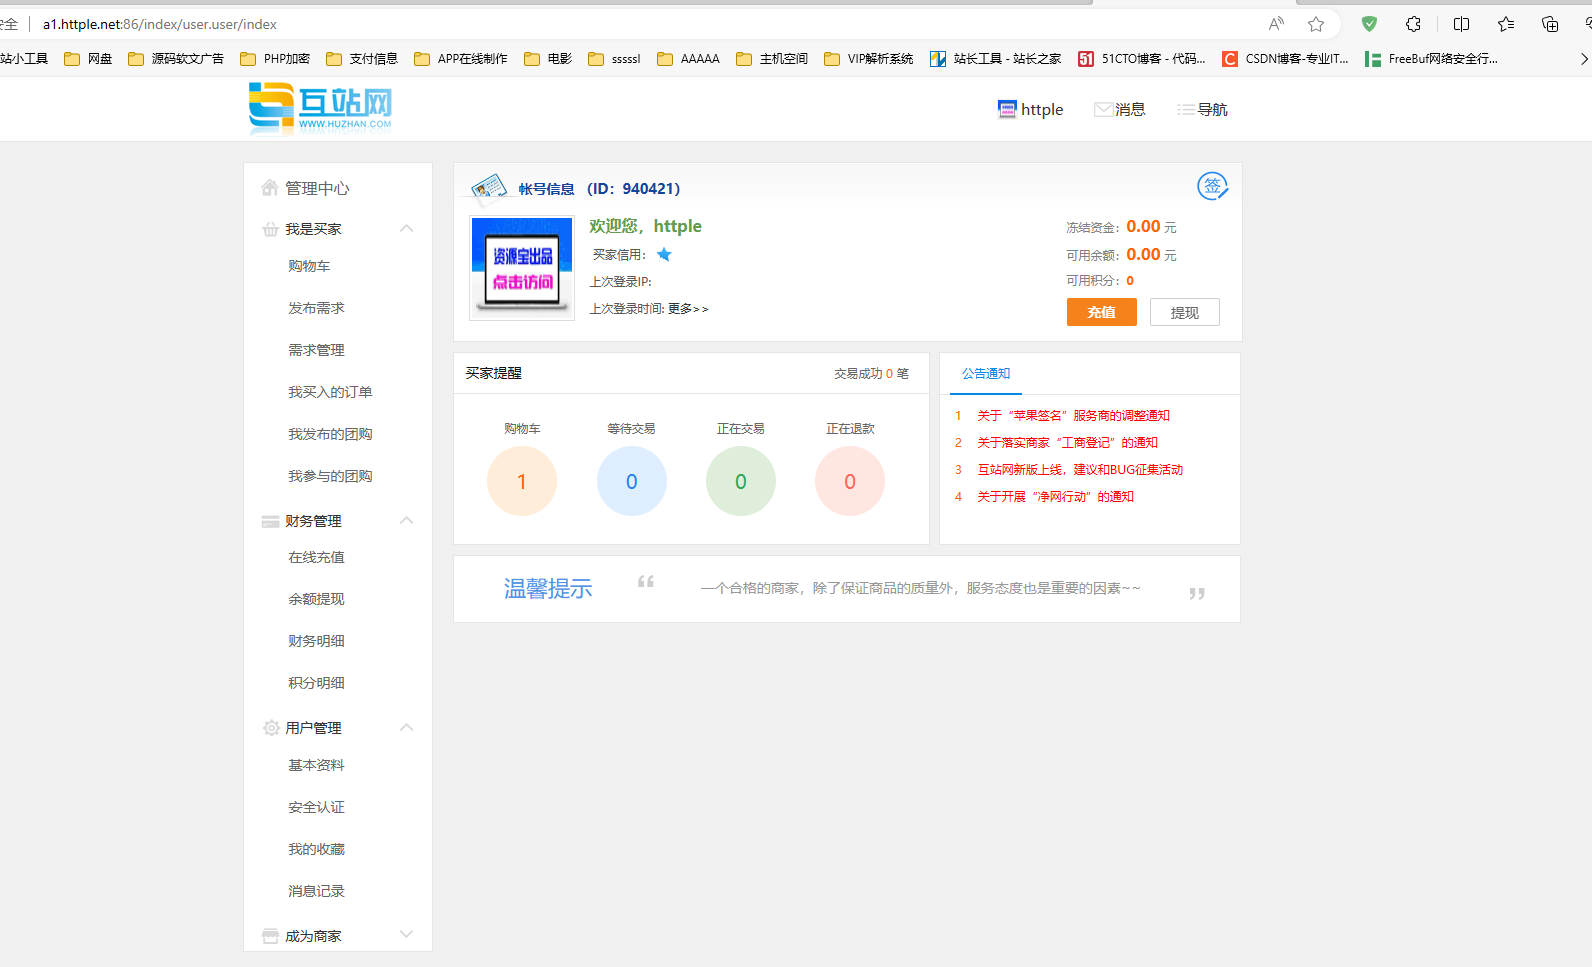 安全 a1.httple.net:86/index/user.user/index
站小工具 网盘 源码软文广告 PHP加密 支付信息 APP在线制作 电影 sssssl AAAAA 主机空间 VIP解析系统 站长工具 - 站长之家 51CTO博客 - 代码... CSDN博客-专业IT... FreeBuf网络安全行...
互站网
WWW.HUZHAN.COM
httple 消息 导航
管理中心
我是买家
购物车
发布需求
需求管理
我买入的订单
我发布的团购
我参与的团购
财务管理
在线充值
余额提现
财务明细
积分明细
用户管理
基本资料
安全认证
我的收藏
消息记录
成为商家
帐号信息 （ID：940421）
签
资源宝出品
点击访问
欢迎您，httple
买家信用：
上次登录IP:
上次登录时间: 更多>>
冻结资金：0.00 元
可用余额：0.00 元
可用积分：0
充值 提现
买家提醒 交易成功 0 笔
购物车 等待交易 正在交易 正在退款
1 0 0 0
公告通知
1 关于“苹果签名”服务商的调整通知
2 关于落实商家“工商登记”的通知
3 互站网新版上线，建议和BUG征集活动
4 关于开展“净网行动”的通知
温馨提示 “ 一个合格的商家，除了保证商品的质量外，服务态度也是重要的因素~~ ”